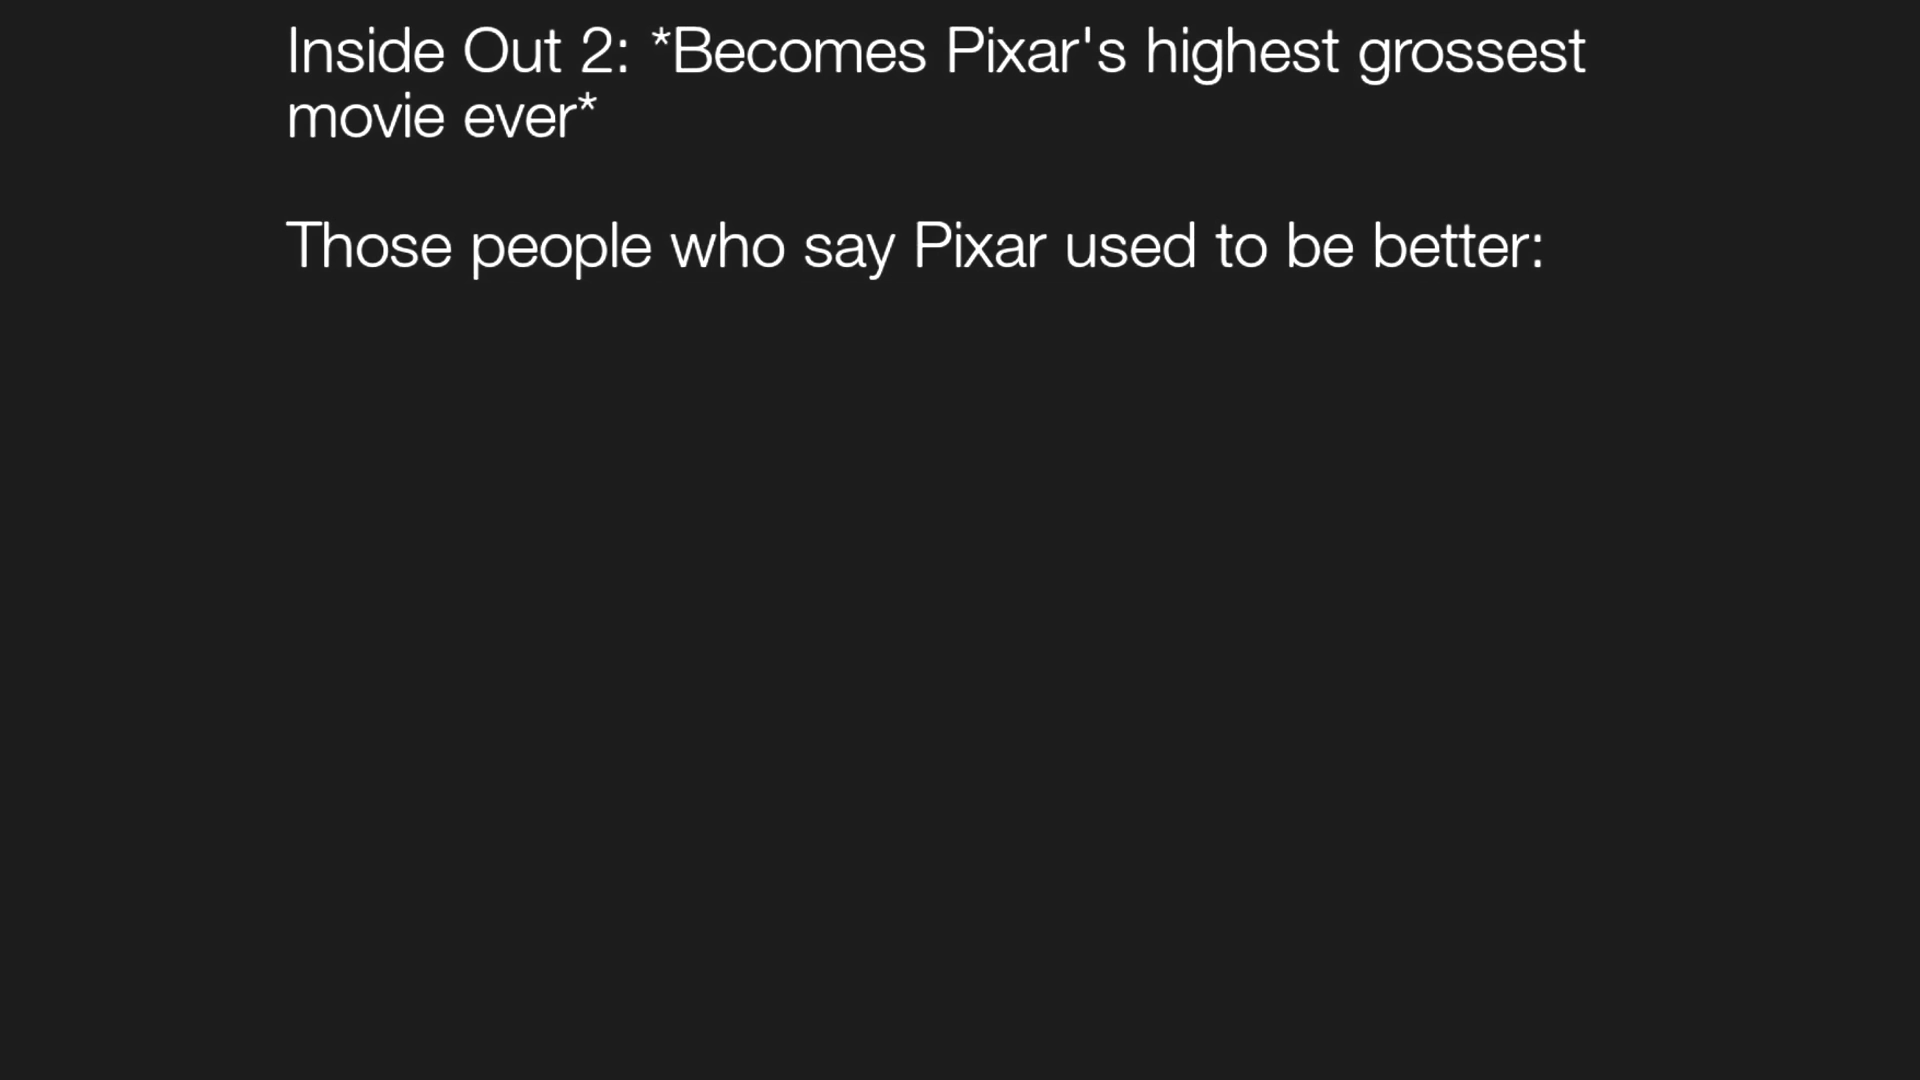 Inside Out 2: *Becomes Pixar's highest grossest
movie ever*
Those people who say Pixar used to be better: